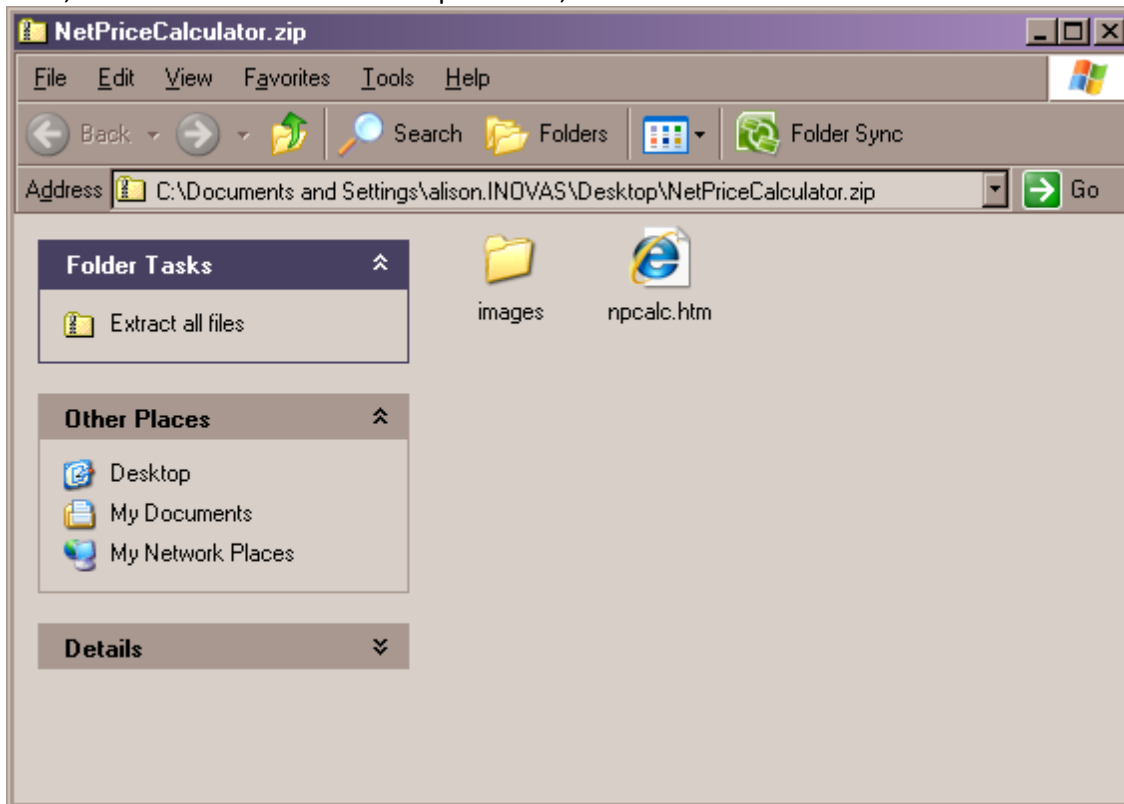 NetPriceCalculator.zip
File Edit View Favorites Tools Help
Back Search Folders Folder Sync
Address C:\Documents and Settings\alison.INOVAS\Desktop\NetPriceCalculator.zip Go
Folder Tasks
Extract all files
images npcalc.htm
Other Places
Desktop
My Documents
My Network Places
Details